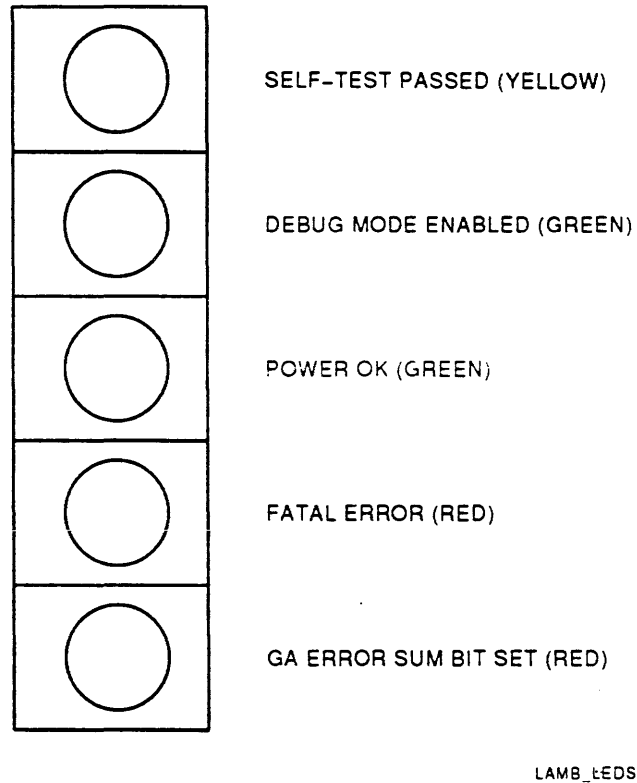 SELF-TEST PASSED (YELLOW)
DEBUG MODE ENABLED (GREEN)
POWER OK (GREEN)
FATAL ERROR (RED)
GA ERROR SUM BIT SET (RED)
LAMB_LEDS